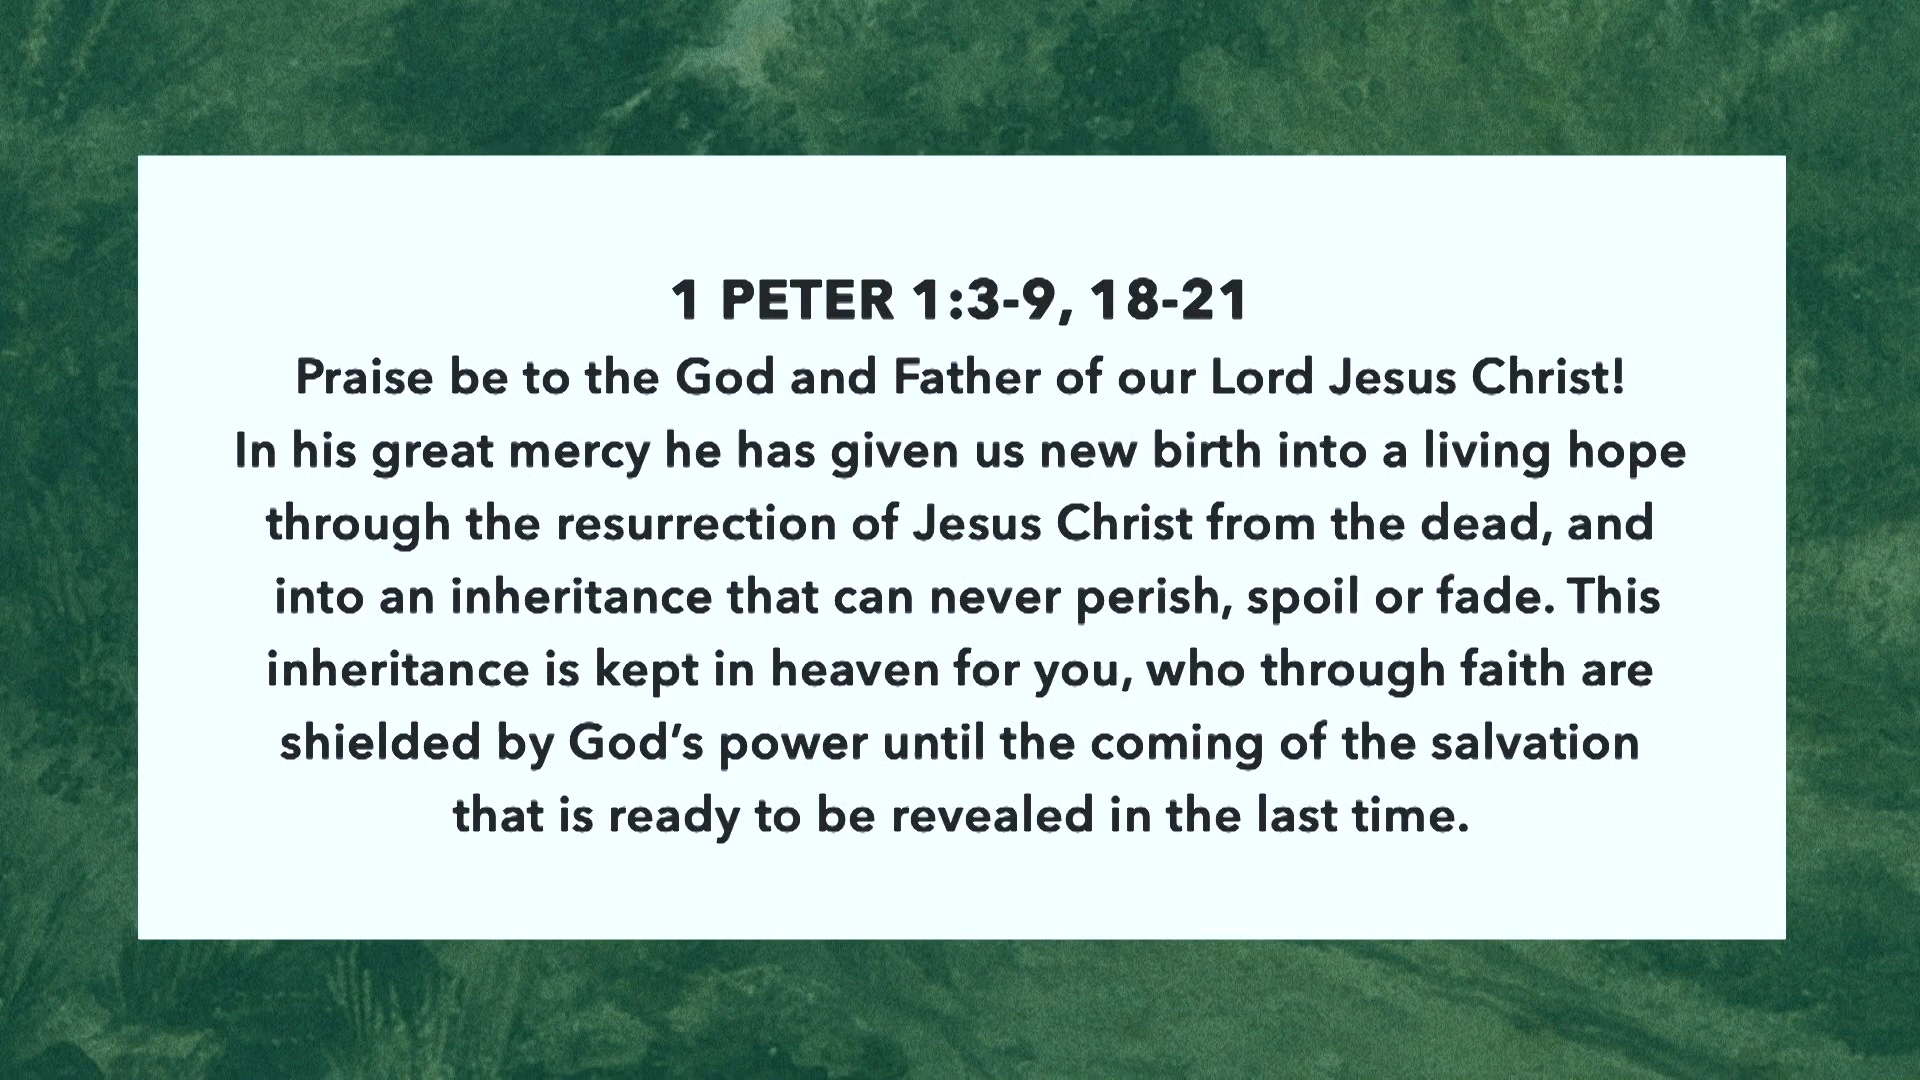 1 PETER 1:3-9, 18-21
Praise be to the God and Father of our Lord Jesus Christ!
In his great mercy he has given us new birth into a living hope
through the resurrection of Jesus Christ from the dead, and
into an inheritance that can never perish, spoil or fade. This
inheritance is kept in heaven for you, who through faith are
shielded by God’s power until the coming of the salvation
that is ready to be revealed in the last time.